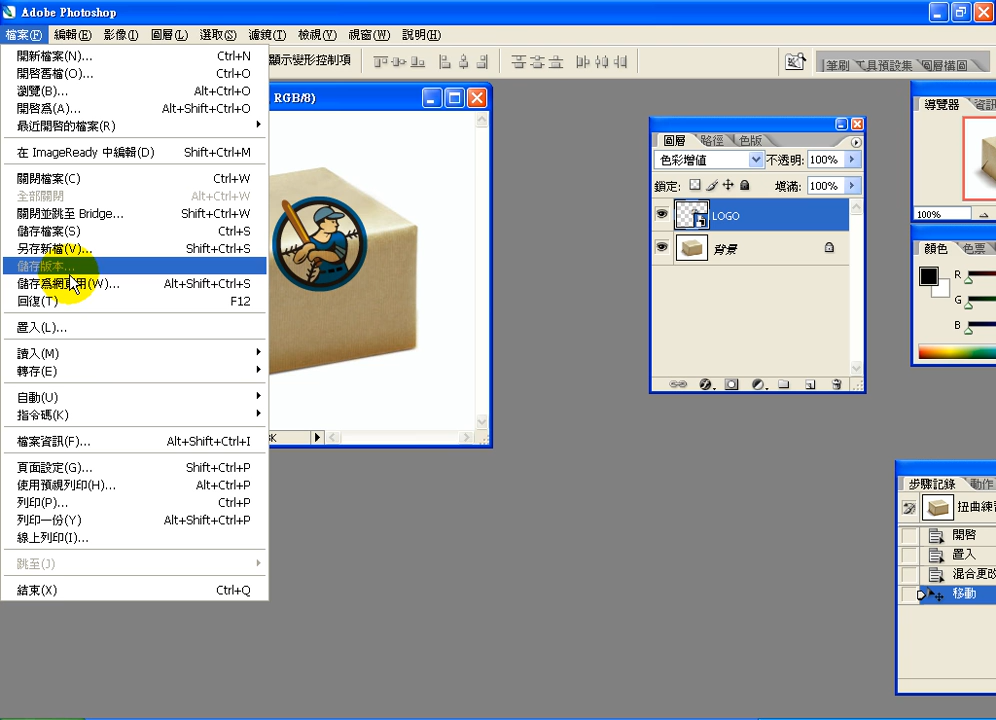 Adobe Photoshop
檔案(F) 編輯(E) 影像(I) 圖層(L) 選取(S) 濾鏡(T) 檢視(V) 視窗(W) 說明(H)
顯示變形控制項
筆刷 工具預設集 圖層構圖
開新檔案(N)... Ctrl+N
開啓舊檔(O)... Ctrl+O
瀏覽(B)... Alt+Ctrl+O
開啓爲(A)... Alt+Shift+Ctrl+O
最近開啓的檔案(R)
在 ImageReady 中編輯(D) Shift+Ctrl+M
關閉檔案(C) Ctrl+W
全部關閉 Alt+Ctrl+W
關閉並跳至 Bridge... Shift+Ctrl+W
儲存檔案(S) Ctrl+S
另存新檔(V)... Shift+Ctrl+S
儲存版本...
儲存爲網頁用(W)... Alt+Shift+Ctrl+S
回復(T) F12
置入(L)...
讀入(M)
轉存(E)
自動(U)
指令碼(K)
檔案資訊(F)... Alt+Shift+Ctrl+I
頁面設定(G)... Shift+Ctrl+P
使用預視列印(H)... Alt+Ctrl+P
列印(P)... Ctrl+P
列印一份(Y) Alt+Shift+Ctrl+P
線上列印(I)...
跳至(J)
結束(X) Ctrl+Q
RGB/8)
K
圖層 路徑 色版
色彩增值 不透明: 100%
鎖定: 填滿: 100%
LOGO
背景
導覽器 資訊
100%
顏色 色票
R
G
B
步驟記錄 動作
扭曲練習
開啓
置入
混合更改
移動